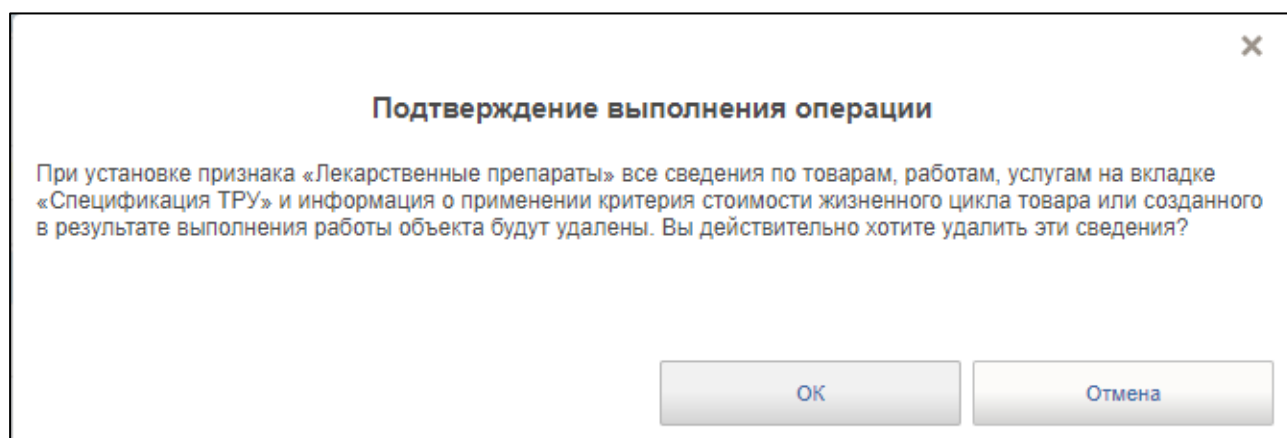 Подтверждение выполнения операции
При установке признака «Лекарственные препараты» все сведения по товарам, работам, услугам на вкладке
«Спецификация ТРУ» и информация о применении критерия стоимости жизненного цикла товара или созданного
в результате выполнения работы объекта будут удалены. Вы действительно хотите удалить эти сведения?
ОК
Отмена